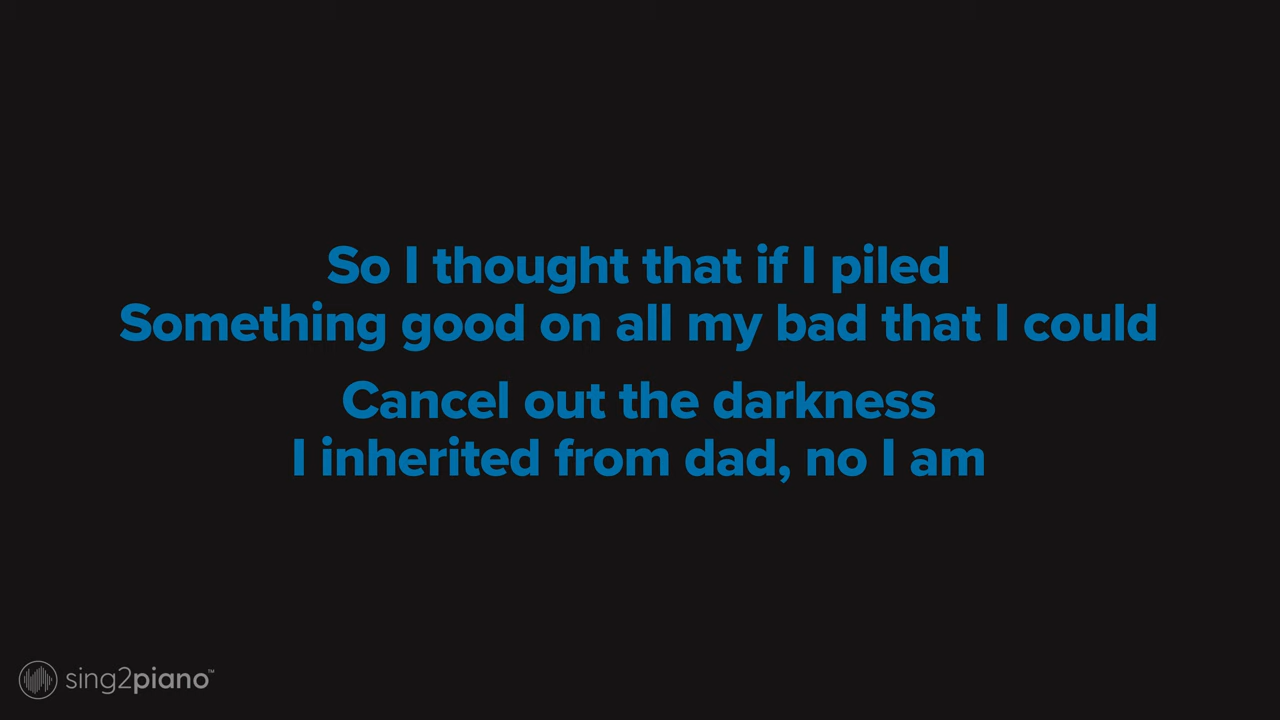 So I thought that if I piled
Something good on all my bad that I could
Cancel out the darkness
I inherited from dad, no I am
sing2piano™